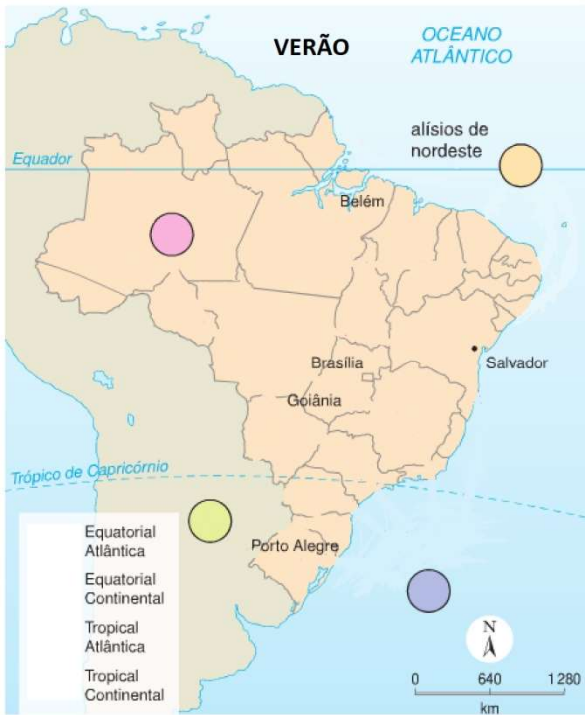 VERÃO
OCEANO
ATLÂNTICO
alísios de
nordeste
Equador
Belém
Brasília
Salvador
Goiânia
Trópico de Capricórnio
Porto Alegre
Equatorial
Atlântica
Equatorial
Continental
Tropical
Atlântica
Tropical
Continental
N
0 640 1 280
km